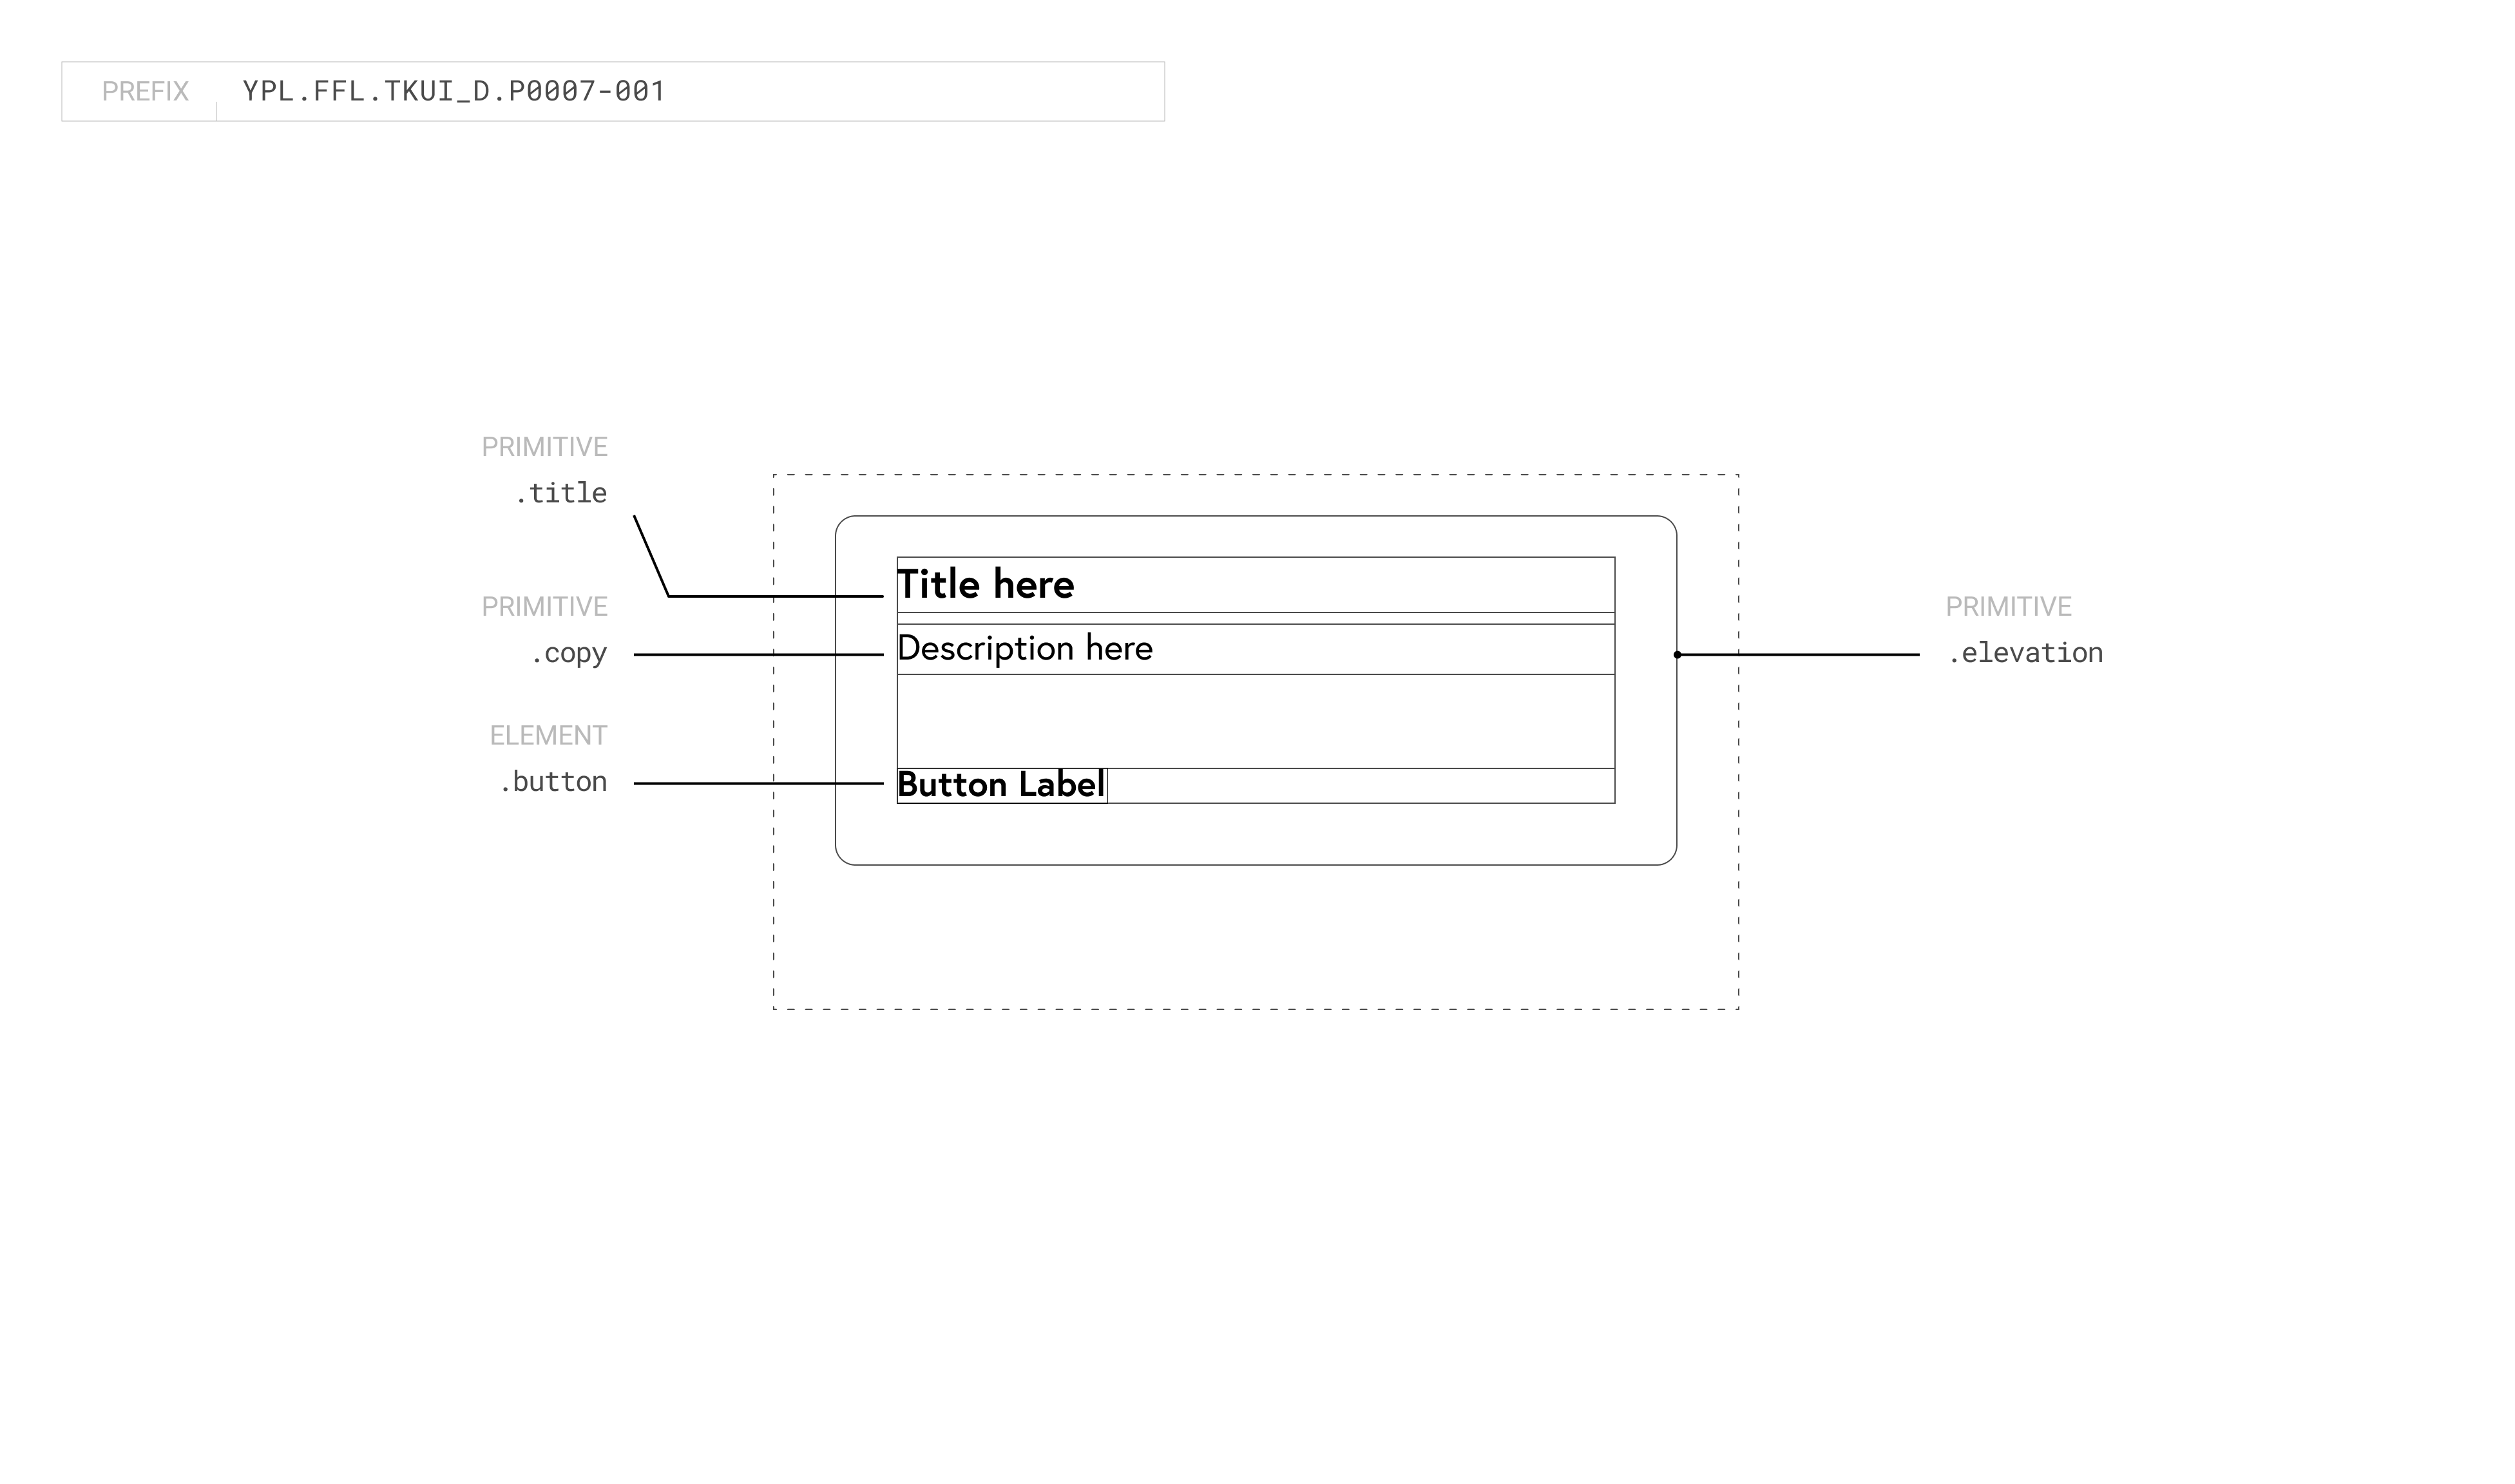 PREFIX YPL.FFL.TKUI_D.P0007-001
PRIMITIVE
.title
PRIMITIVE
.copy
ELEMENT
.button
Title here
Description here
Button Label
PRIMITIVE
.elevation